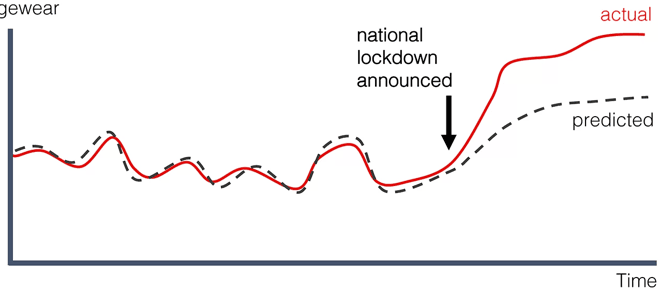 gewear
actual
national
lockdown
announced
predicted
Time